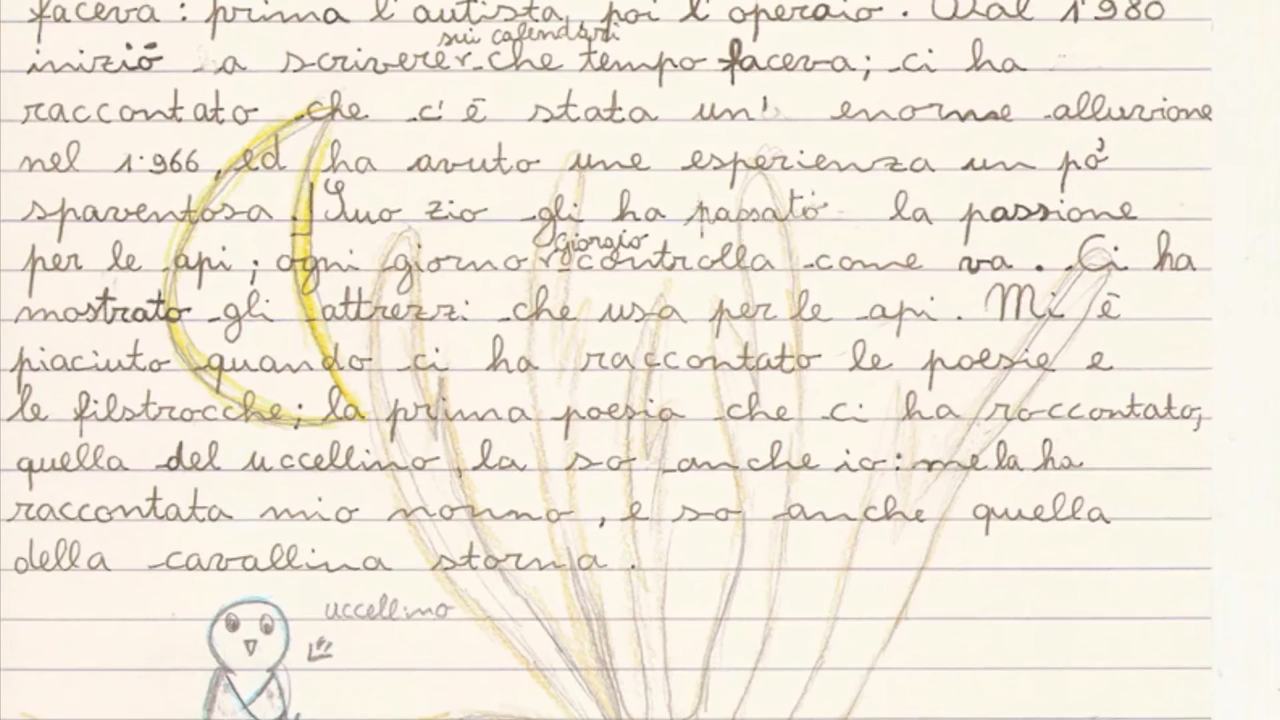 faceva: prima l'autista, poi l'operaio. Dal 1980
sui calendari
iniziò a scrivere che tempo faceva; ci ha
raccontato che c'è stata un' enorme alluvione
nel 1966, ed ha avuto une esperienza un pò
spaventosa. Suo zio gli ha passato la passione
giorgio
per le api; ogni giorno controlla come va. Ci ha
mostrato gli attrezzi che usa per le api. Mi è
piaciuto quando ci ha raccontato le poesie e
le filstrocche; la prima poesia che ci ha roccontato,
quella del uccellino, la so anche io: me la ha
raccontata mio nonno, e so anche quella
della cavallina storna.
uccellino